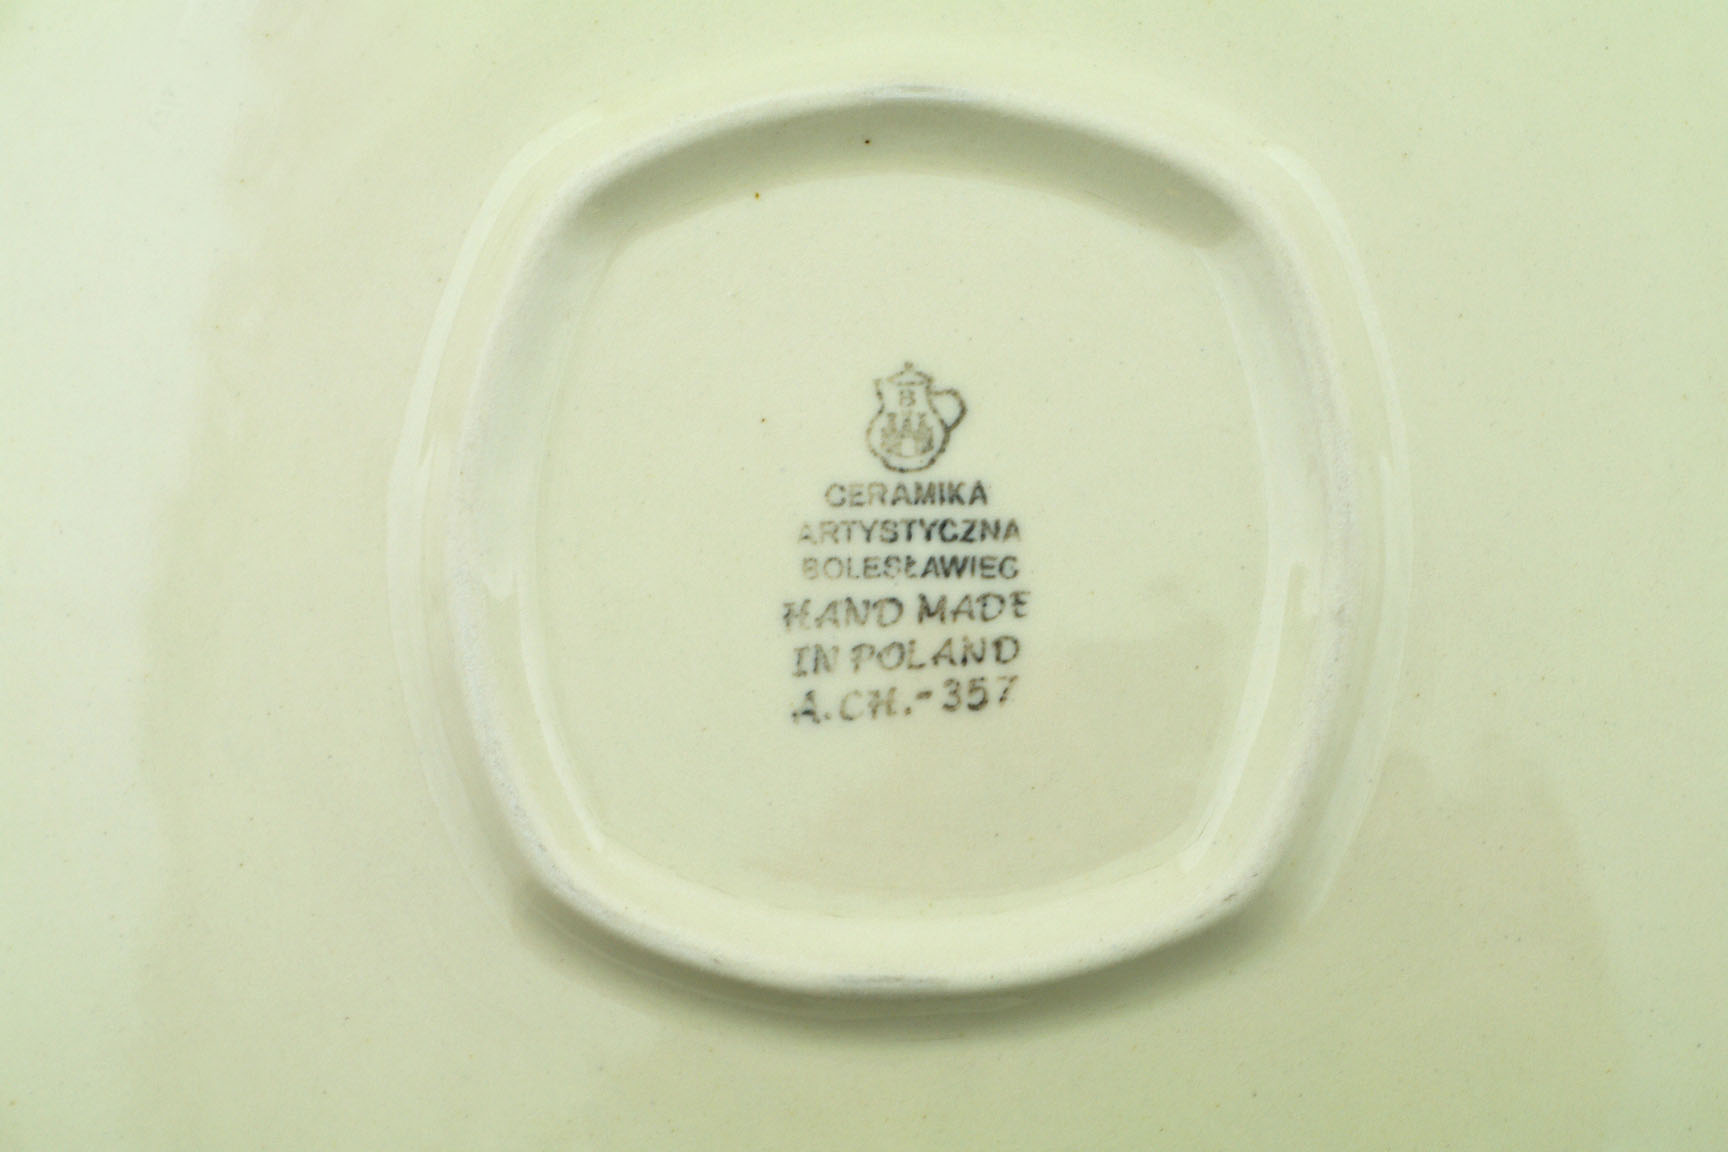 B
CERAMIKA
ARTYSTYCZNA
BOLESŁAWIEC
HAND MADE
IN POLAND
A.CH.-357